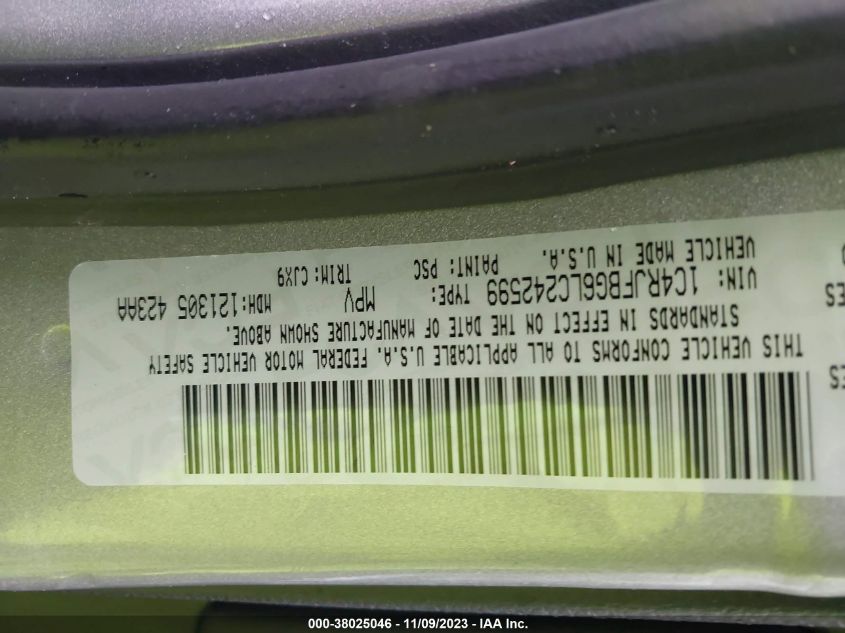 THIS VEHICLE CONFORMS TO ALL APPLICABLE U.S.A. FEDERAL MOTOR VEHICLE SAFETY
STANDARDS IN EFFECT ON THE DATE OF MANUFACTURE SHOWN ABOVE.
VIN: 1C4RJFBG6LC242599 TYPE: MPV MDH: 121305 423AA
VEHICLE MADE IN U.S.A. PAINT: PSC TRIM: CJX9
000-38025046 - 11/09/2023 - IAA Inc.